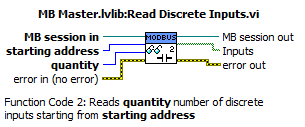 MB Master.lvlib:Read Discrete Inputs.vi
MB session in
MB session out
starting address
MODBUS
Inputs
quantity
error out
error in (no error)
Function Code 2: Reads quantity number of discrete
inputs starting from starting address